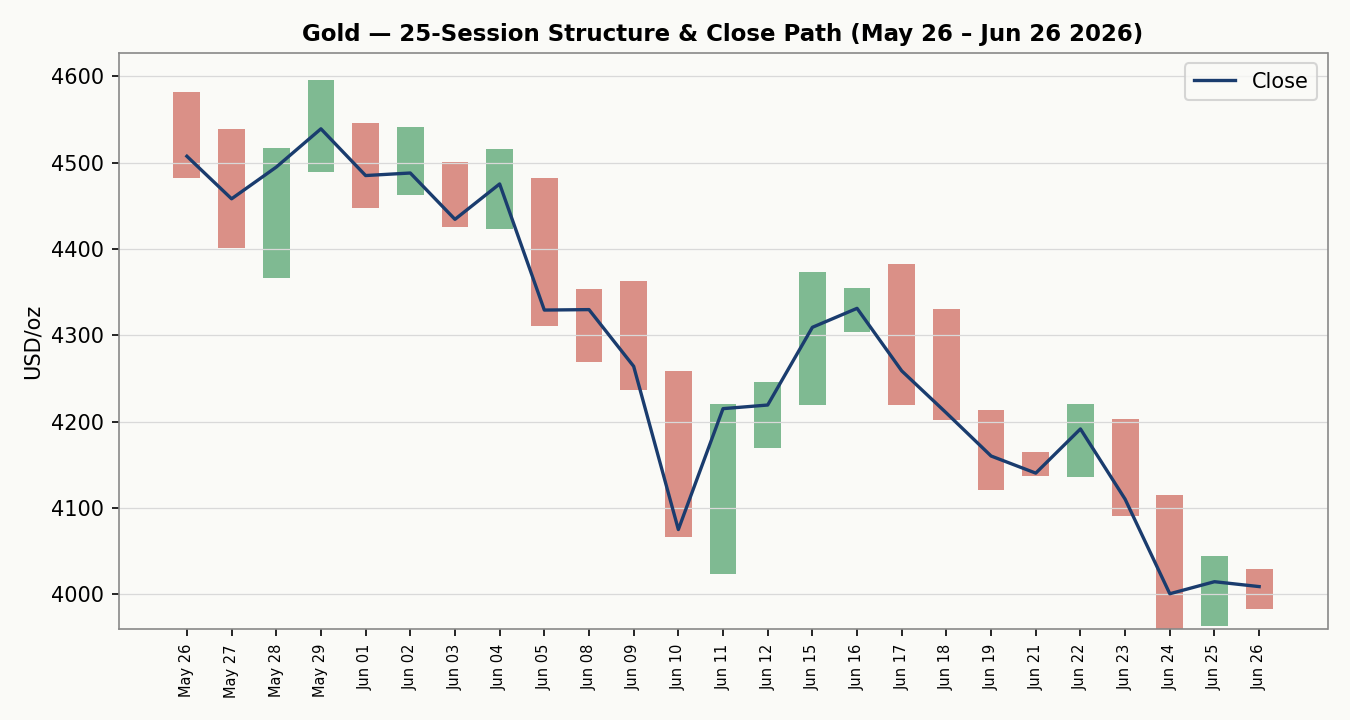 Gold — 25-Session Structure & Close Path (May 26 – Jun 26 2026)
Close
USD/oz
4600
4500
4400
4300
4200
4100
4000
May 26
May 27
May 28
May 29
Jun 01
Jun 02
Jun 03
Jun 04
Jun 05
Jun 08
Jun 09
Jun 10
Jun 11
Jun 12
Jun 15
Jun 16
Jun 17
Jun 18
Jun 19
Jun 21
Jun 22
Jun 23
Jun 24
Jun 25
Jun 26